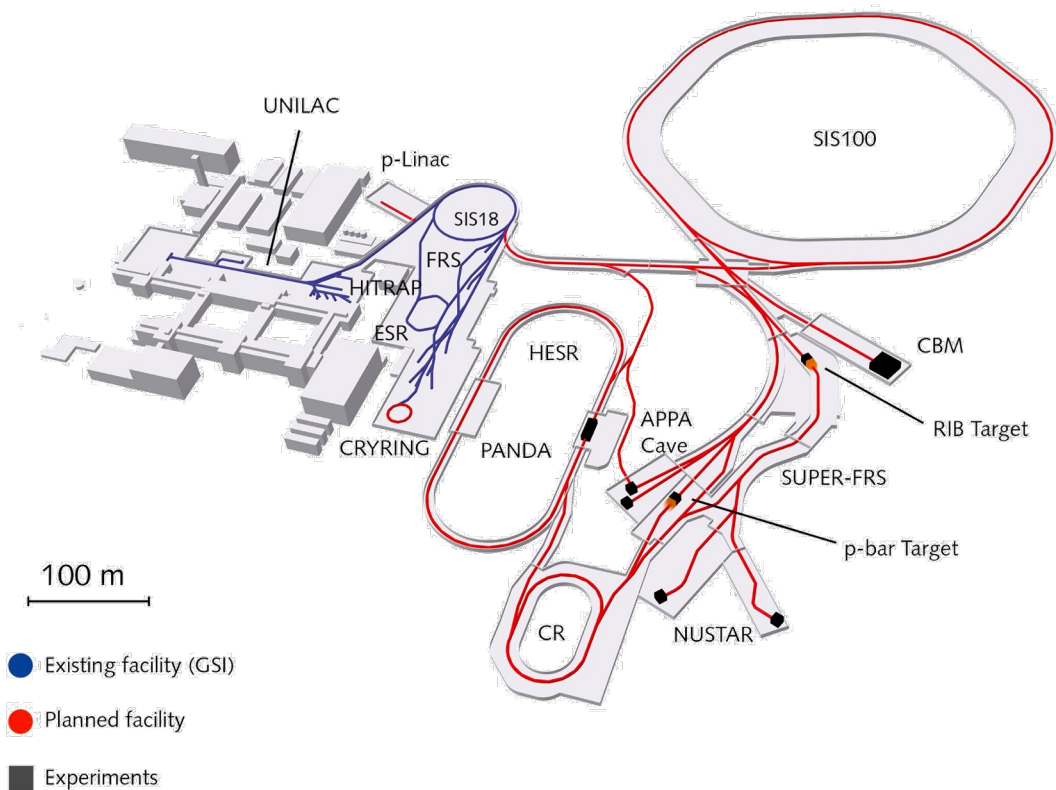 UNILAC
p-Linac
SIS100
SIS18
FRS
HITRAP
ESR
HESR
CBM
APPA
Cave
RIB Target
CRYRING
PANDA
SUPER-FRS
p-bar Target
100 m
CR
NUSTAR
Existing facility (GSI)
Planned facility
Experiments